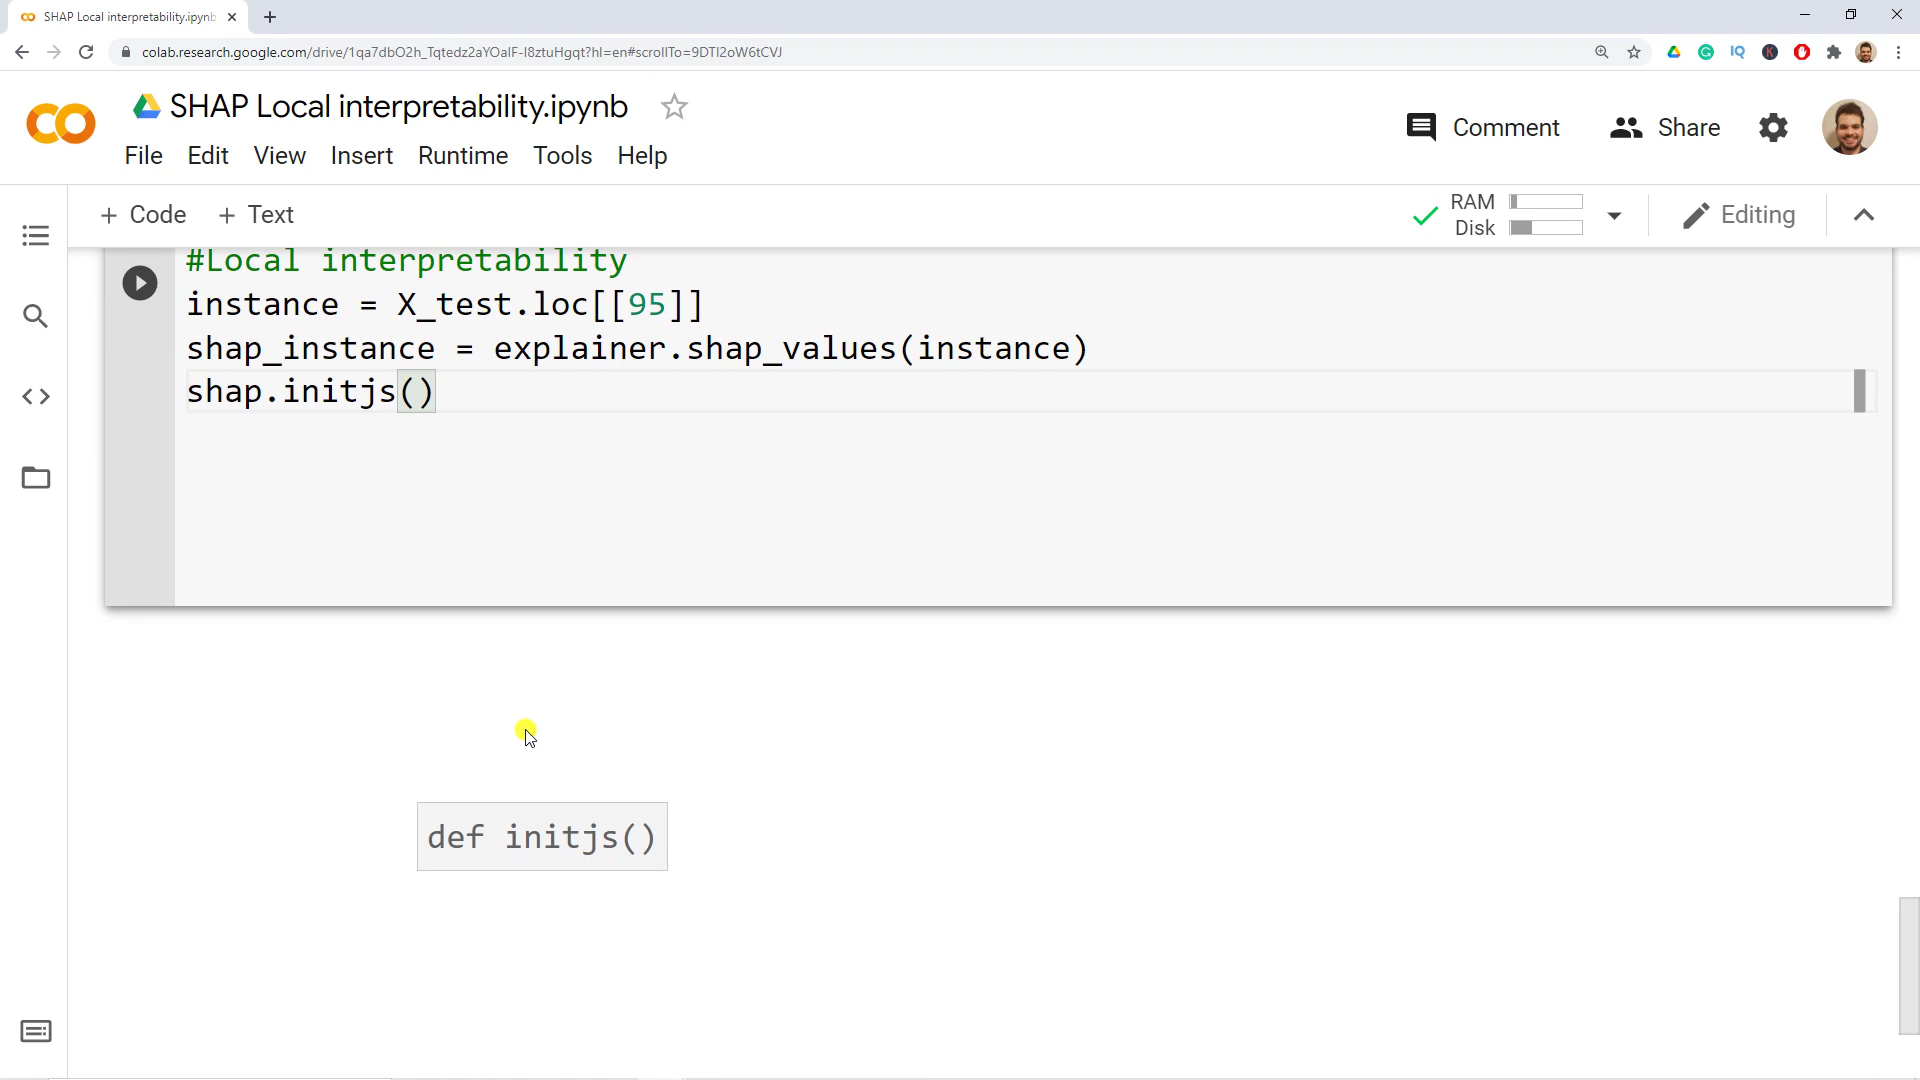 SHAP Local interpretability.ipynb
colab.research.google.com/drive/1qa7dbO2h_Tqtedz2aYOalF-I8ztuHgqt?hl=en#scrollTo=9DTI2oW6tCVJ
IQ
K
SHAP Local interpretability.ipynb
Comment
Share
File Edit View Insert Runtime Tools Help
+ Code + Text
RAM
Disk
Editing
#Local interpretability
instance = X_test.loc[[95]]
shap_instance = explainer.shap_values(instance)
shap.initjs()
def initjs()